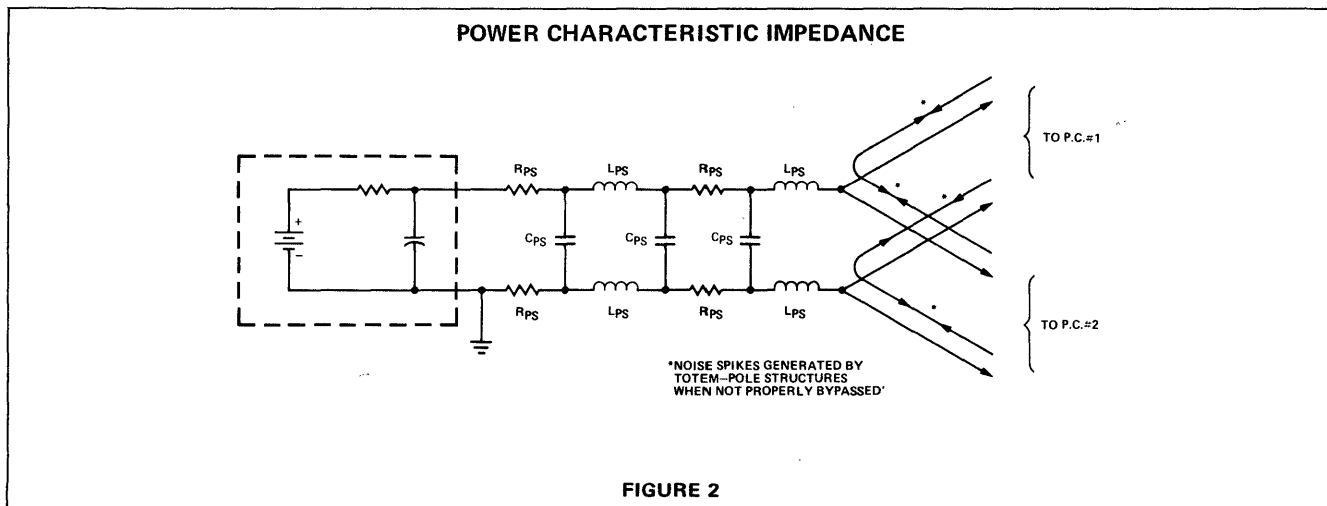 POWER CHARACTERISTIC IMPEDANCE
*
TO P.C.#1
RPS LPS RPS LPS
* *
+
−
CPS CPS CPS
*
RPS LPS RPS LPS
TO P.C.#2
*NOISE SPIKES GENERATED BY
TOTEM–POLE STRUCTURES
WHEN NOT PROPERLY BYPASSED'
FIGURE 2